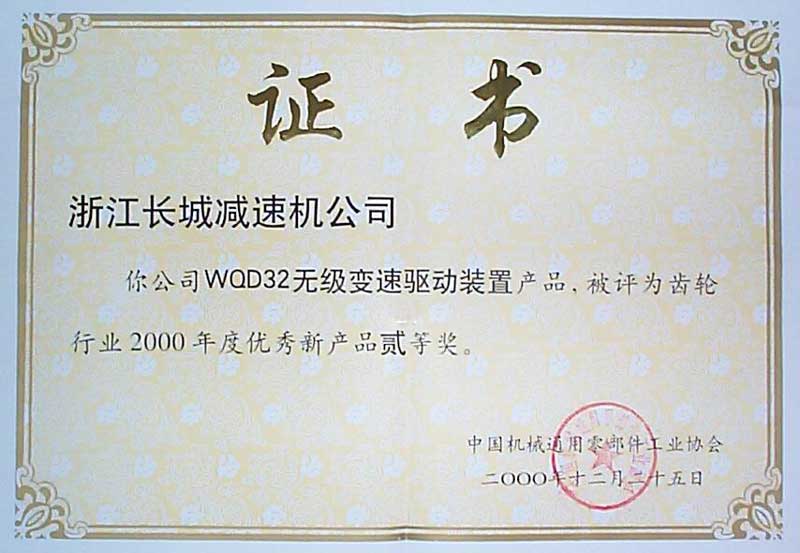 证书
浙江长城减速机公司
你公司WQD32无级变速驱动装置产品，被评为齿轮
行业2000年度优秀新产品贰等奖。
中国机械通用零部件工业协会
二OOO年十二月二十五日